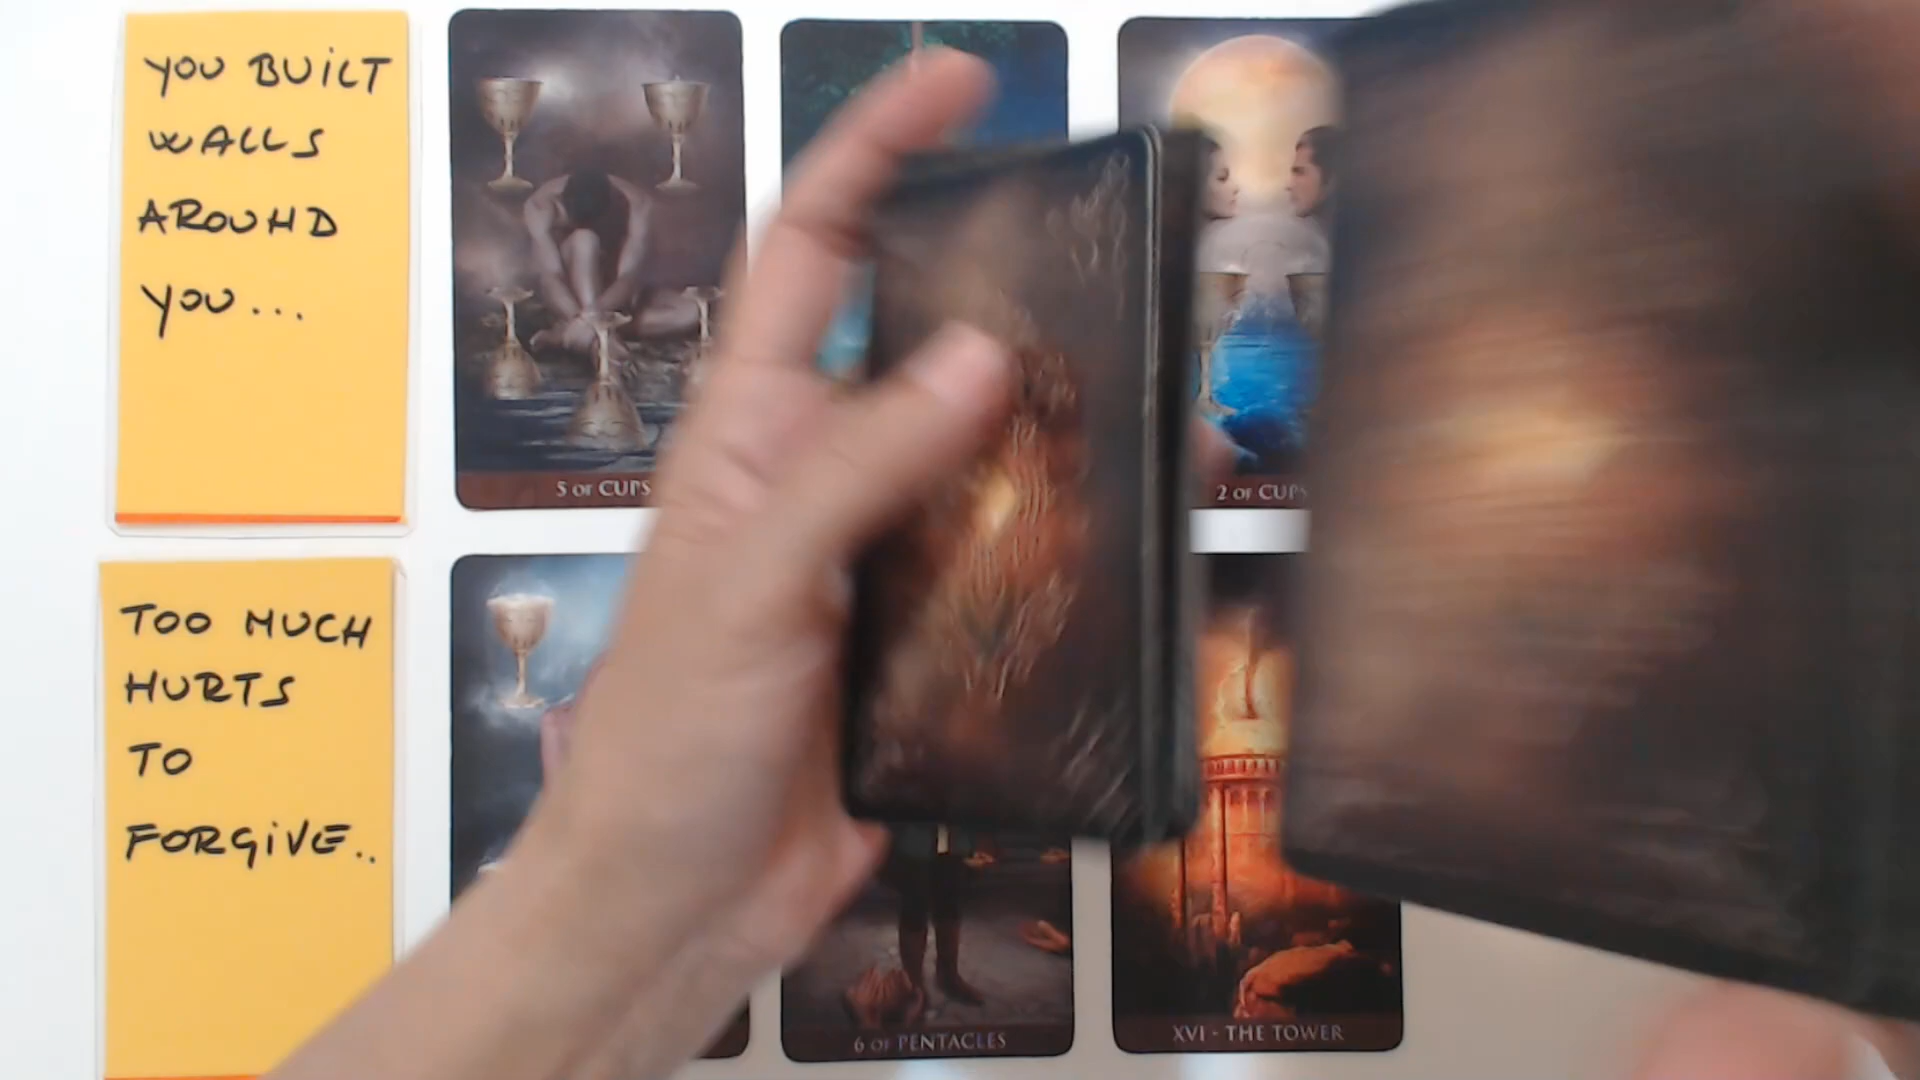 YOU BUILT
WALLS
AROUND
YOU...
5 OF CUPS
2 OF CUPS
TOO MUCH
HURTS
TO
FORGIVE..
6 OF PENTACLES
XVI - THE TOWER